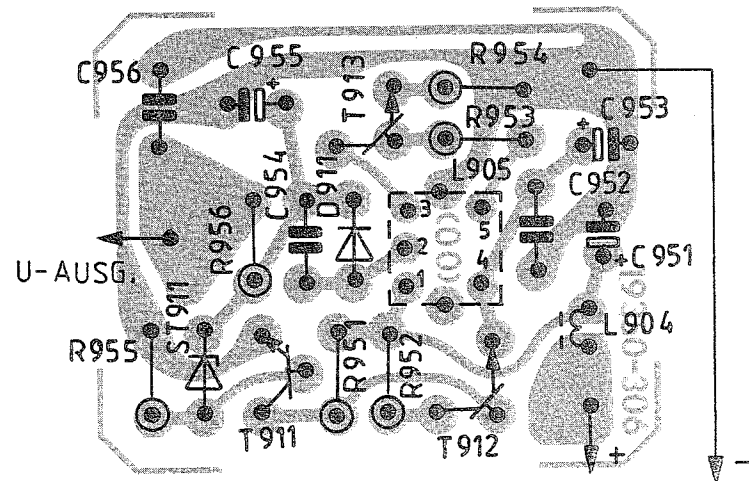 C956
C955
+
T913
R954
R953
+
C953
L905
C952
R956
C954
D911
3
2
1
5
4
+
C951
U-AUSG.
ST911
R955
R951
R952
L904
T911
T912
+
-